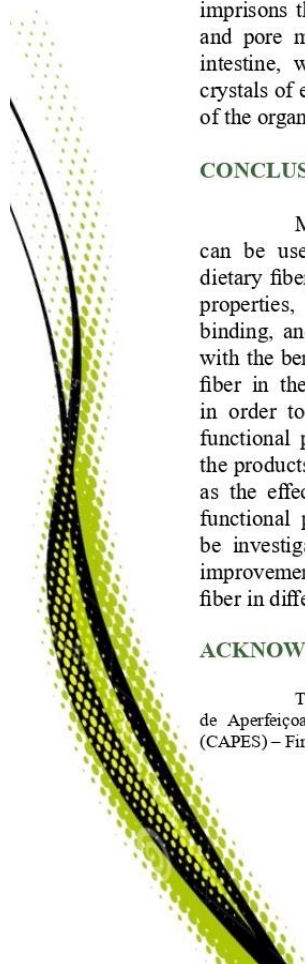 imprisons th
and pore m
intestine, w
crystals of e
of the organ
CONCLUS
M
can be use
dietary fiber
properties,
binding, and
with the ber
fiber in the
in order to
functional p
the products
as the effec
functional p
be investiga
improvemen
fiber in diffe
ACKNOW
T
de Aperfeiçoa
(CAPES) – Fin